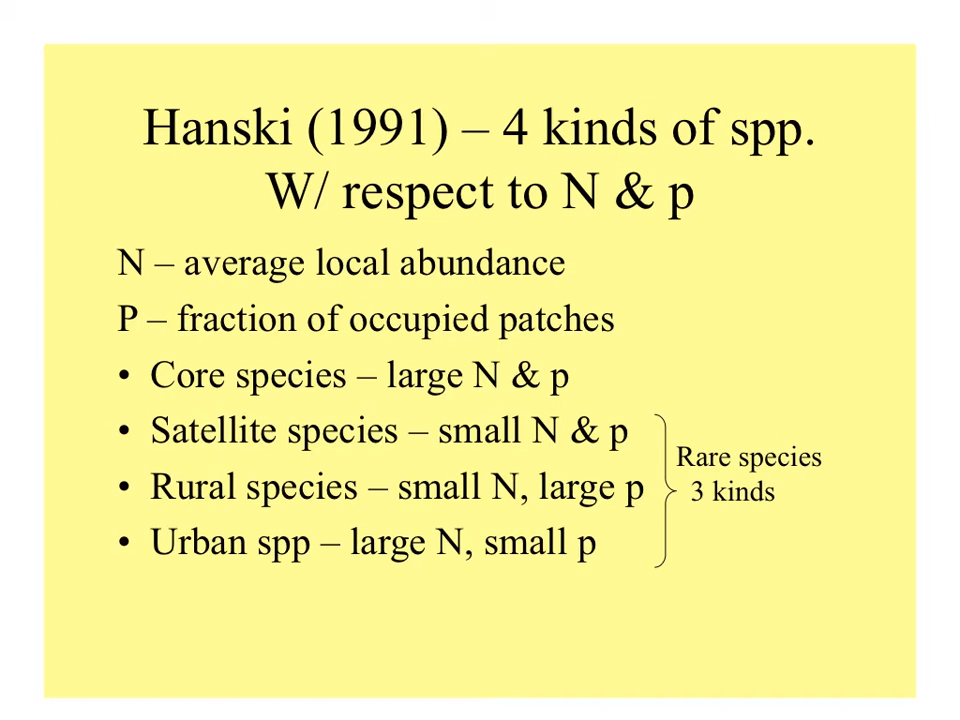 Hanski (1991) – 4 kinds of spp.
W/ respect to N & p
N – average local abundance
P – fraction of occupied patches
• Core species – large N & p
• Satellite species – small N & p
• Rural species – small N, large p
• Urban spp – large N, small p
Rare species
3 kinds